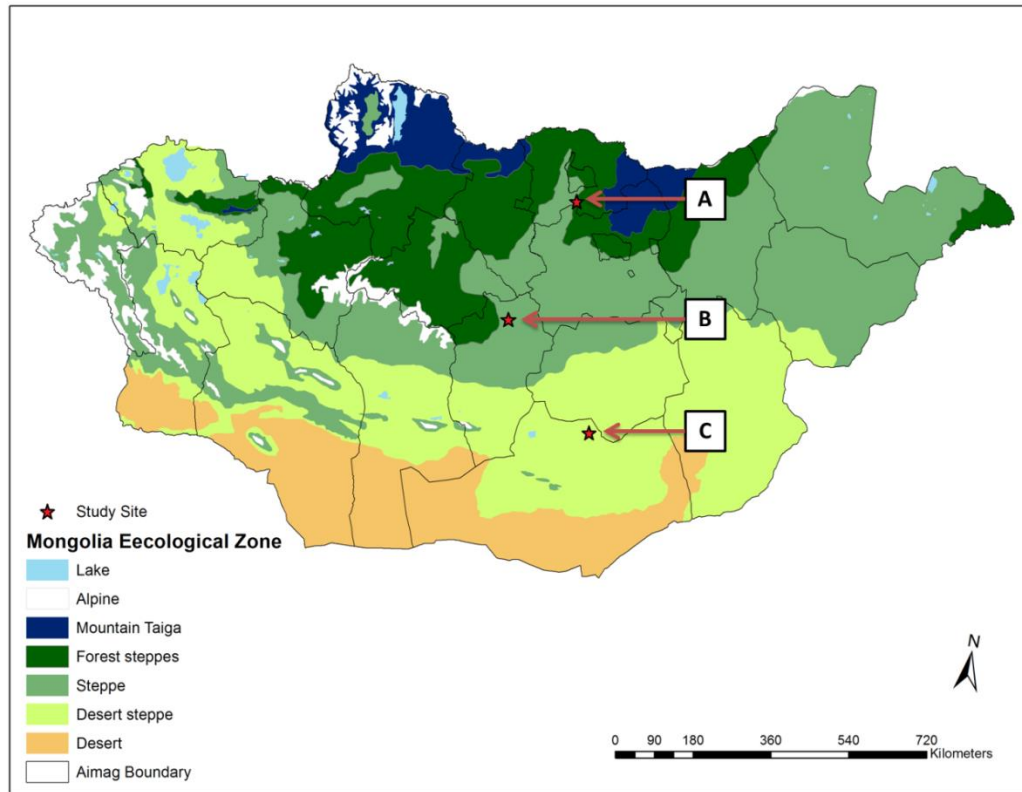 A
B
C
Study Site
Mongolia Eecological Zone
Lake
Alpine
Mountain Taiga
Forest steppes
Steppe
Desert steppe
Desert
Aimag Boundary
N
0 90 180 360 540 720
Kilometers